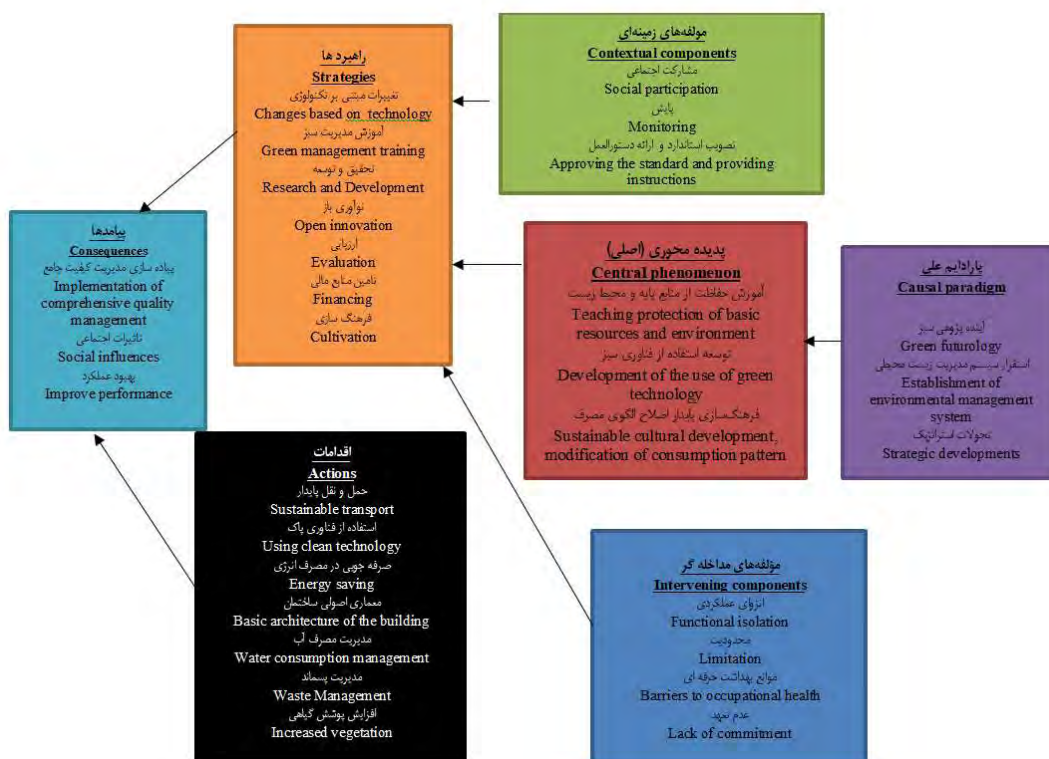 مولفه‌های زمینه‌ای
Contextual components
مشارکت اجتماعی
Social participation
پایش
Monitoring
تصویب استاندارد و ارائه دستورالعمل
Approving the standard and providing
instructions
راهبرد ها
Strategies
تغییرات مبتنی بر تکنولوژی
Changes based on technology
آموزش مدیریت سبز
Green management training
تحقیق و توسعه
Research and Development
نوآوری باز
Open innovation
ارزیابی
Evaluation
تامین منابع مالی
Financing
فرهنگ سازی
Cultivation
پیامدها
Consequences
پیاده سازی مدیریت کیفیت جامع
Implementation of
comprehensive quality
management
تاثیرات اجتماعی
Social influences
بهبود عملکرد
Improve performance
پدیده محوری (اصلی)
Central phenomenon
آموزش حفاظت از منابع پایه و محیط زیست
Teaching protection of basic
resources and environment
توسعه استفاده از فناوری سبز
Development of the use of green
technology
فرهنگ‌سازی پایدار اصلاح الگوی مصرف
Sustainable cultural development,
modification of consumption pattern
پارادایم علی
Causal paradigm
آینده پژوهی سبز
Green futurology
استقرار سیستم مدیریت زیست محیطی
Establishment of
environmental management
system
تحولات استراتژیک
Strategic developments
اقدامات
Actions
حمل و نقل پایدار
Sustainable transport
استفاده از فناوری پاک
Using clean technology
صرفه جویی در مصرف انرژی
Energy saving
معماری اصولی ساختمان
Basic architecture of the building
مدیریت مصرف آب
Water consumption management
مدیریت پسماند
Waste Management
افزایش پوشش گیاهی
Increased vegetation
مؤلفه‌های مداخله گر
Intervening components
انزوای عملکردی
Functional isolation
محدودیت
Limitation
موانع بهداشت حرفه ای
Barriers to occupational health
عدم تعهد
Lack of commitment